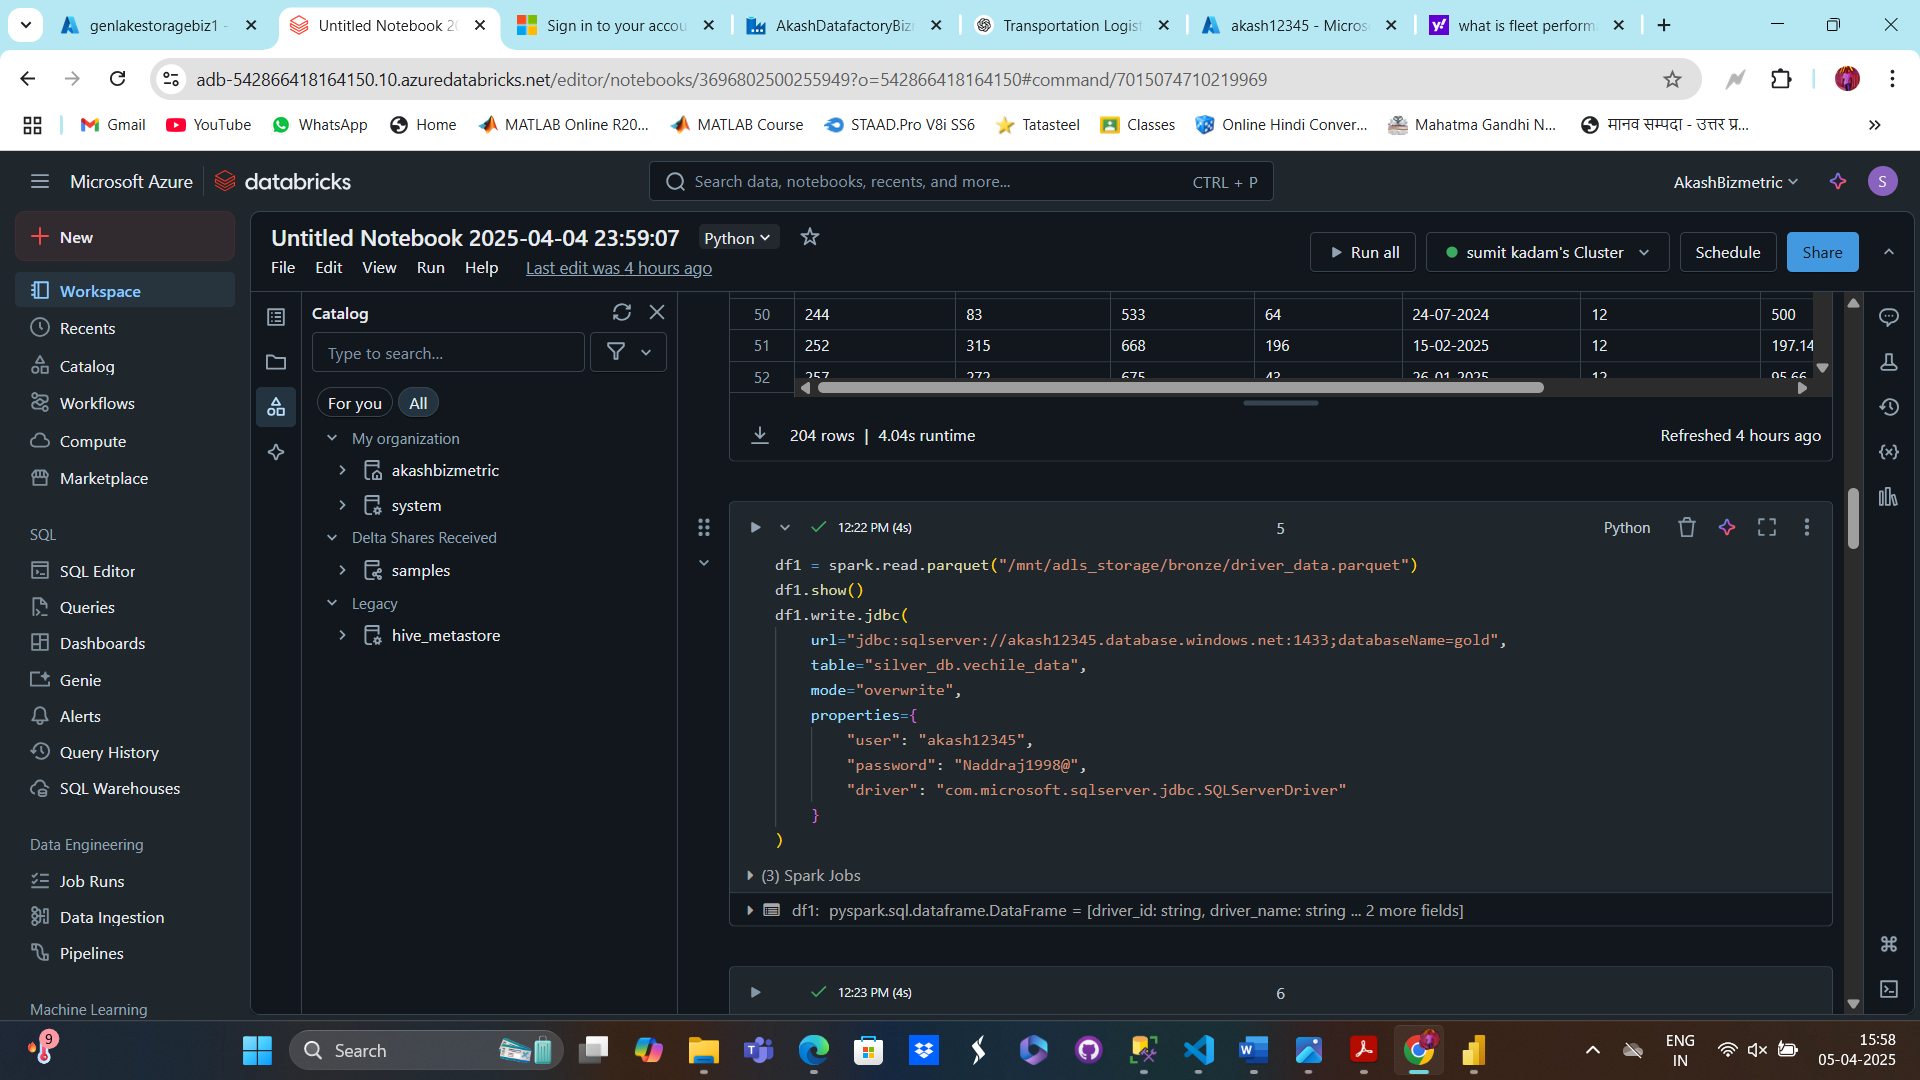 genlakestoragebiz1 -
Untitled Notebook 20
Sign in to your accou
AkashDatafactoryBizm
Transportation Logist
akash12345 - Micros
what is fleet perform
adb-542866418164150.10.azuredatabricks.net/editor/notebooks/3696802500255949?o=542866418164150#command/7015074710219969
Gmail
YouTube
WhatsApp
Home
MATLAB Online R20...
MATLAB Course
STAAD.Pro V8i SS6
Tatasteel
Classes
Online Hindi Conver...
Mahatma Gandhi N...
मानव सम्पदा - उत्तर प्र...
Microsoft Azure
databricks
Search data, notebooks, recents, and more...
CTRL + P
AkashBizmetric
S
New
Workspace
Recents
Catalog
Workflows
Compute
Marketplace
SQL
SQL Editor
Queries
Dashboards
Genie
Alerts
Query History
SQL Warehouses
Data Engineering
Job Runs
Data Ingestion
Pipelines
Machine Learning
Untitled Notebook 2025-04-04 23:59:07
Python
File Edit View Run Help
Last edit was 4 hours ago
Run all
sumit kadam's Cluster
Schedule
Share
Catalog
Type to search...
For you
All
My organization
akashbizmetric
system
Delta Shares Received
samples
Legacy
hive_metastore
50 244 83 533 64 24-07-2024 12 500
51 252 315 668 196 15-02-2025 12 197.14
52 257 272 675 43 26-01-2025 12 95.66
204 rows | 4.04s runtime
Refreshed 4 hours ago
12:22 PM (4s)
5
Python
df1 = spark.read.parquet("/mnt/adls_storage/bronze/driver_data.parquet")
df1.show()
df1.write.jdbc(
url="jdbc:sqlserver://akash12345.database.windows.net:1433;databaseName=gold",
table="silver_db.vechile_data",
mode="overwrite",
properties={
"user": "akash12345",
"password": "Naddraj1998@",
"driver": "com.microsoft.sqlserver.jdbc.SQLServerDriver"
}
)
(3) Spark Jobs
df1: pyspark.sql.dataframe.DataFrame = [driver_id: string, driver_name: string ... 2 more fields]
12:23 PM (4s)
6
9
Search
ENG
IN
15:58
05-04-2025